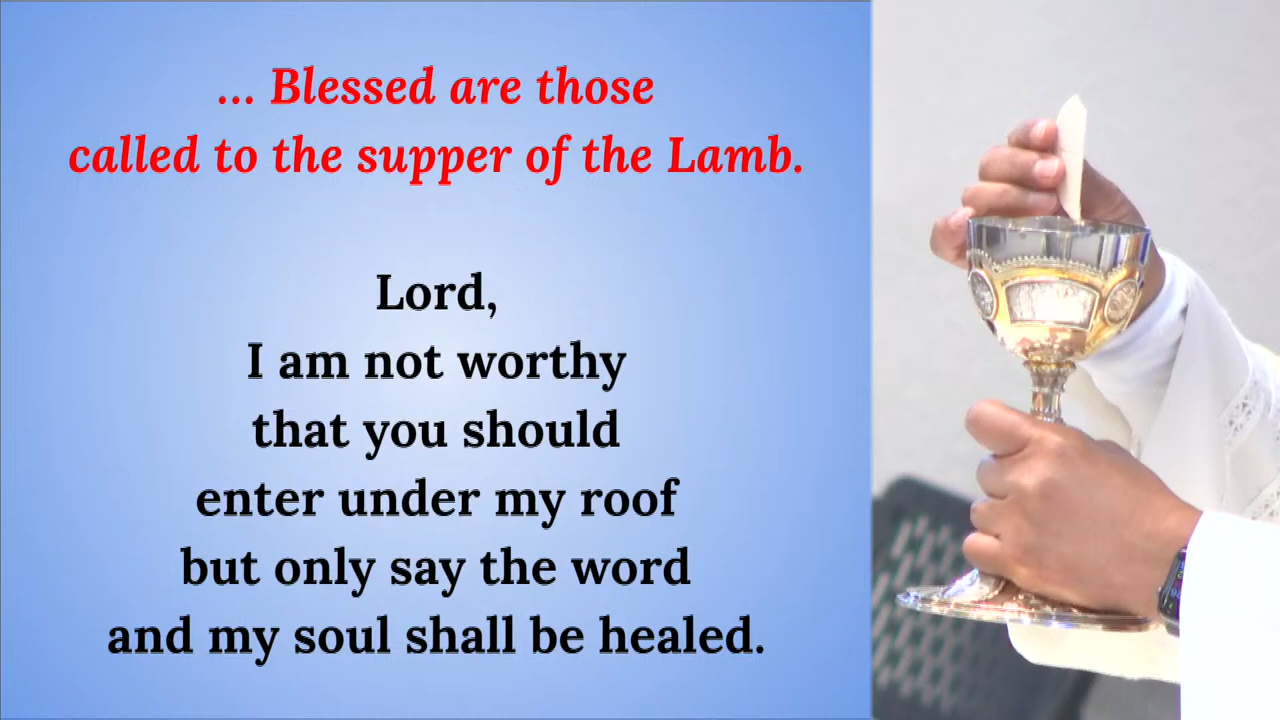 ... Blessed are those
called to the supper of the Lamb.
Lord,
I am not worthy
that you should
enter under my roof
but only say the word
and my soul shall be healed.